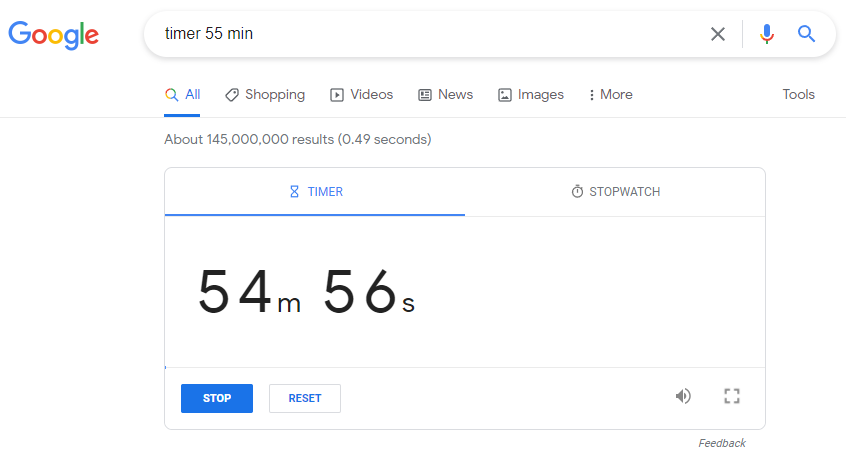 Google timer 55 min
All Shopping Videos News Images More Tools
About 145,000,000 results (0.49 seconds)
TIMER STOPWATCH
54m 56s
STOP RESET
Feedback